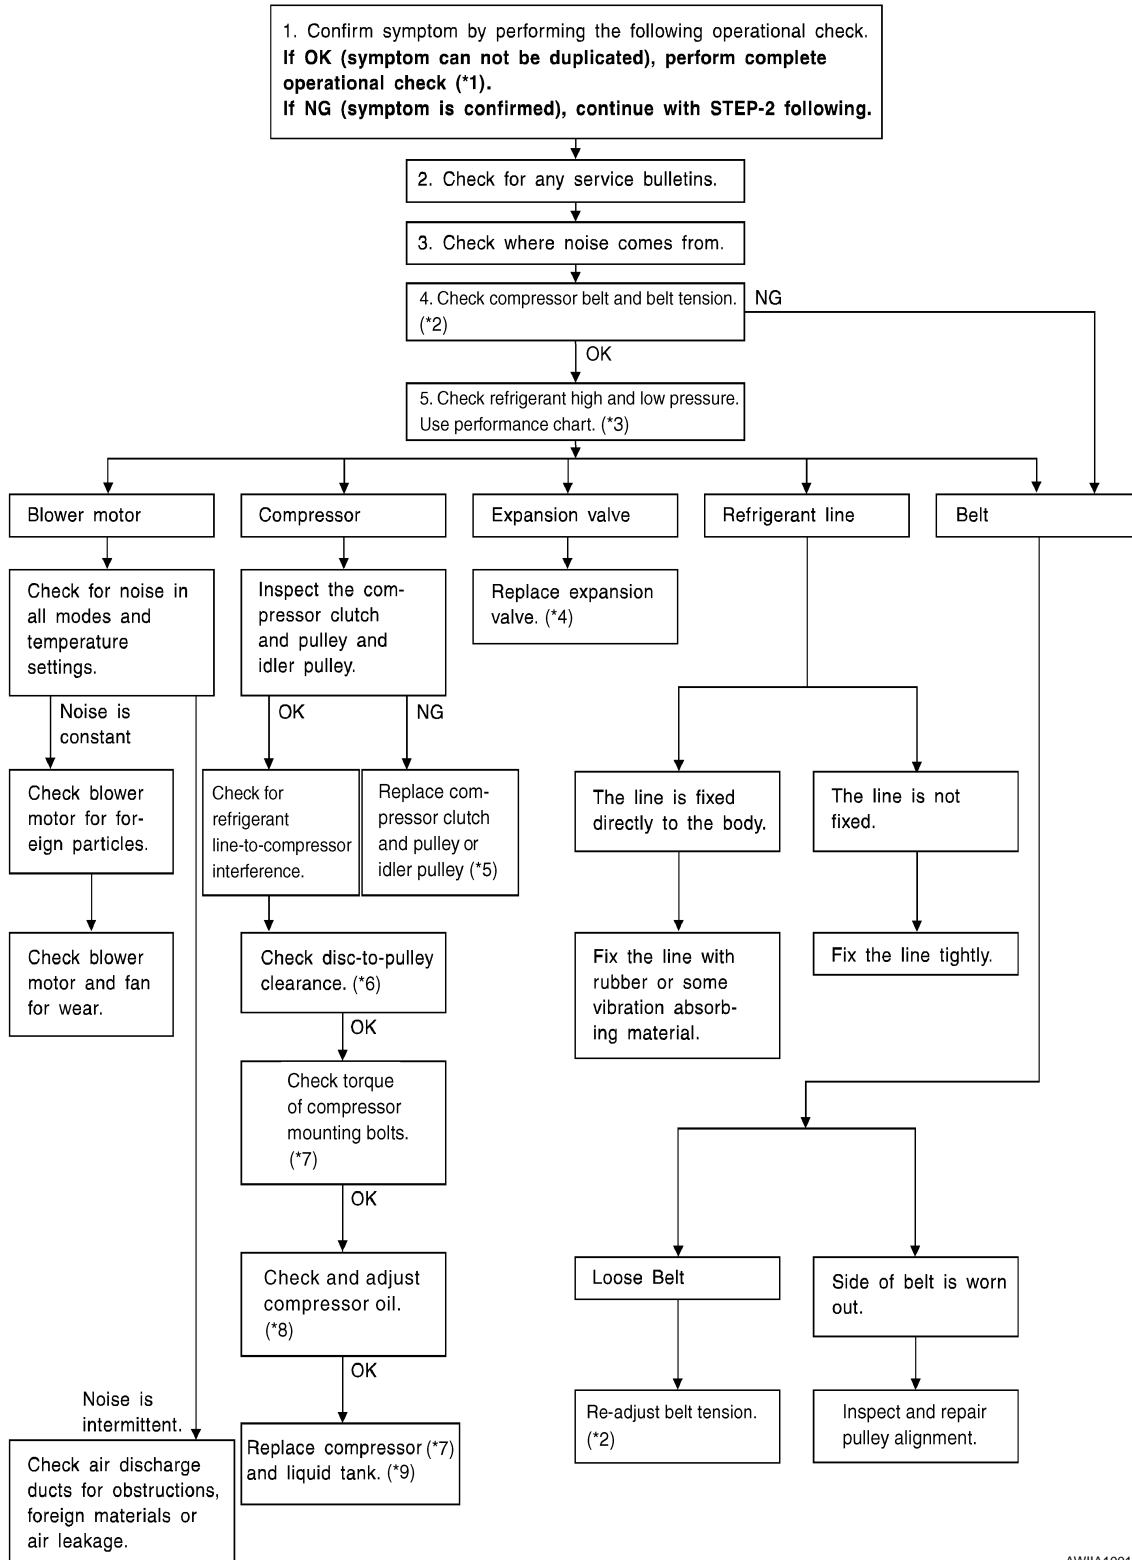 1. Confirm symptom by performing the following operational check.
If OK (symptom can not be duplicated), perform complete
operational check (*1).
If NG (symptom is confirmed), continue with STEP-2 following.
2. Check for any service bulletins.
3. Check where noise comes from.
4. Check compressor belt and belt tension.
(*2)
NG
OK
5. Check refrigerant high and low pressure.
Use performance chart. (*3)
Blower motor
Compressor
Expansion valve
Refrigerant line
Belt
Check for noise in
all modes and
temperature
settings.
Inspect the com-
pressor clutch
and pulley and
idler pulley.
Replace expansion
valve. (*4)
Noise is
constant
OK
NG
Check blower
motor for for-
eign particles.
Check for
refrigerant
line-to-compressor
interference.
Replace com-
pressor clutch
and pulley or
idler pulley (*5)
The line is fixed
directly to the body.
The line is not
fixed.
Check blower
motor and fan
for wear.
Check disc-to-pulley
clearance. (*6)
Fix the line with
rubber or some
vibration absorb-
ing material.
Fix the line tightly.
OK
Check torque
of compressor
mounting bolts.
(*7)
OK
Check and adjust
compressor oil.
(*8)
Loose Belt
Side of belt is worn
out.
OK
Noise is
intermittent.
Re-adjust belt tension.
(*2)
Inspect and repair
pulley alignment.
Replace compressor (*7)
and liquid tank. (*9)
Check air discharge
ducts for obstructions,
foreign materials or
air leakage.